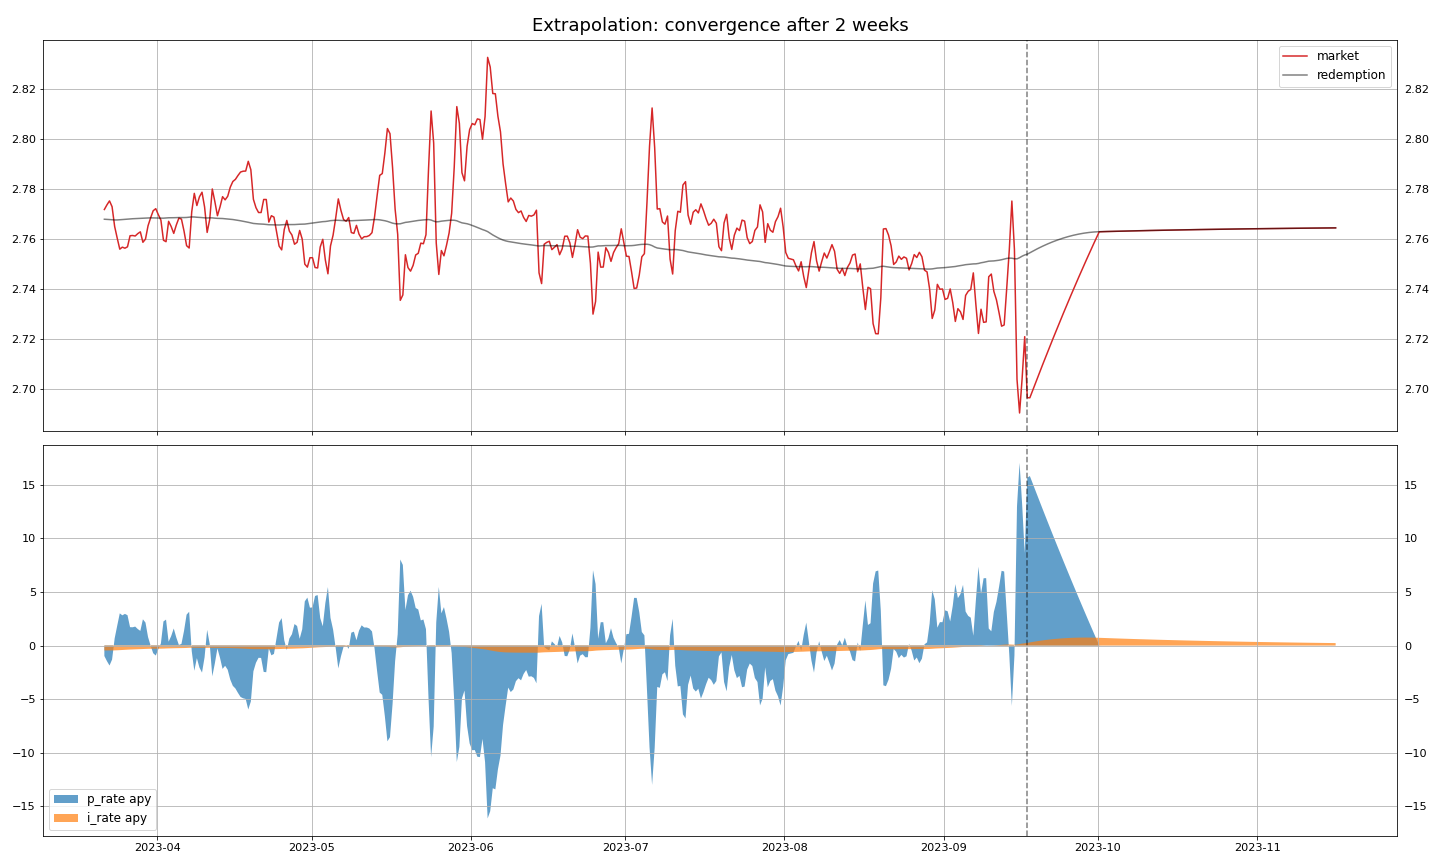 Extrapolation: convergence after 2 weeks
market
redemption
2.82 2.82
2.80 2.80
2.78 2.78
2.76 2.76
2.74 2.74
2.72 2.72
2.70 2.70
15 15
10 10
5 5
0 0
−5 −5
−10 −10
−15 −15
p_rate apy
i_rate apy
2023-04 2023-05 2023-06 2023-07 2023-08 2023-09 2023-10 2023-11